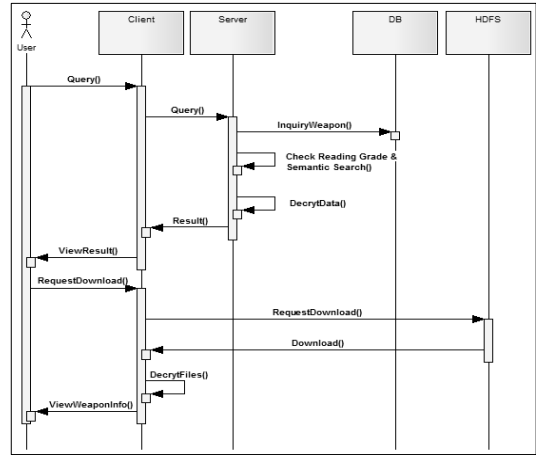 Client
Server
DB
HDFS
User
Query()
Query()
InquiryWeapon()
Check Reading Grade &
Semantic Search()
DecrytData()
Result()
ViewResult()
RequestDownload()
RequestDownload()
Download()
DecrytFiles()
ViewWeaponInfo()